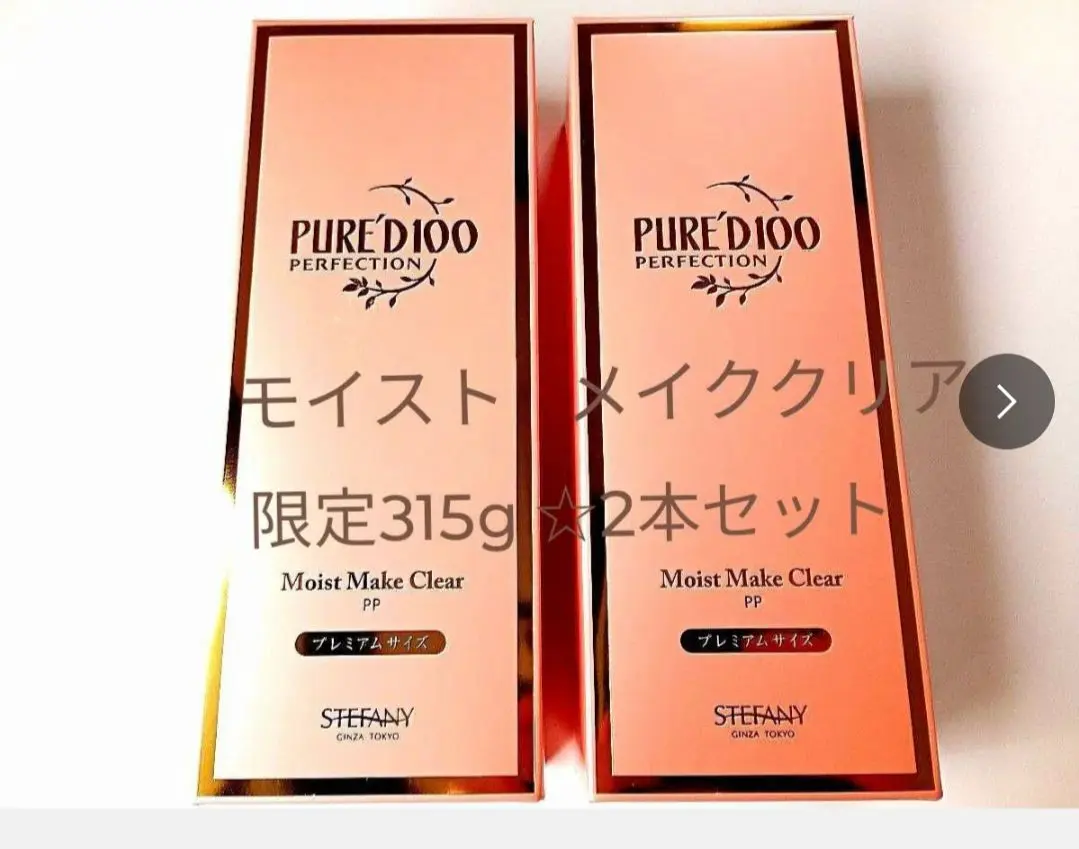 PURE'D 100
PERFECTION
PURE'D 100
PERFECTION
モイスト メイククリア
限定315g ☆2本セット
Moist Make Clear
PP
プレミアムサイズ
STEFANY
GINZA TOKYO
Moist Make Clear
PP
プレミアムサイズ
STEFANY
GINZA TOKYO